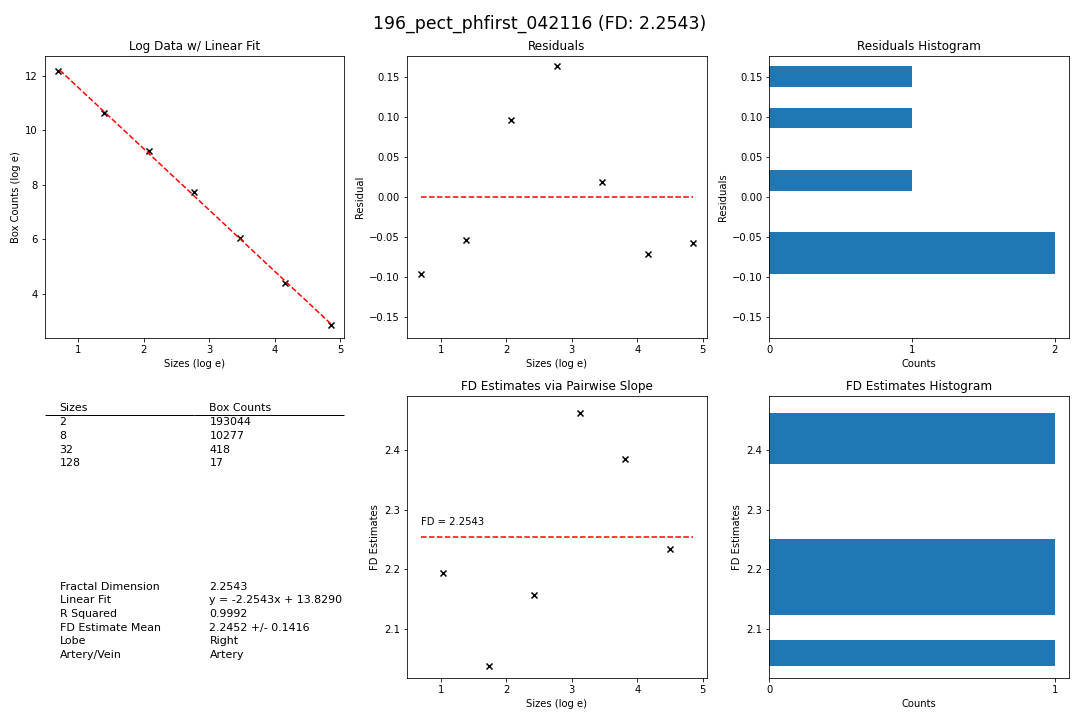 196_pect_phfirst_042116 (FD: 2.2543)
Log Data w/ Linear Fit
12
10
8
6
4
Box Counts (log e)
1 2 3 4 5
Sizes (log e)
Residuals
0.15
0.10
0.05
0.00
−0.05
−0.10
−0.15
Residual
1 2 3 4 5
Sizes (log e)
Residuals Histogram
0.15
0.10
0.05
0.00
−0.05
−0.10
−0.15
Residuals
0 1 2
Counts
Sizes Box Counts
2 193044
8 10277
32 418
128 17
Fractal Dimension 2.2543
Linear Fit y = -2.2543x + 13.8290
R Squared 0.9992
FD Estimate Mean 2.2452 +/- 0.1416
Lobe Right
Artery/Vein Artery
FD Estimates via Pairwise Slope
2.4
2.3
2.2
2.1
FD Estimates
FD = 2.2543
1 2 3 4 5
Sizes (log e)
FD Estimates Histogram
2.4
2.3
2.2
2.1
FD Estimates
0 1
Counts